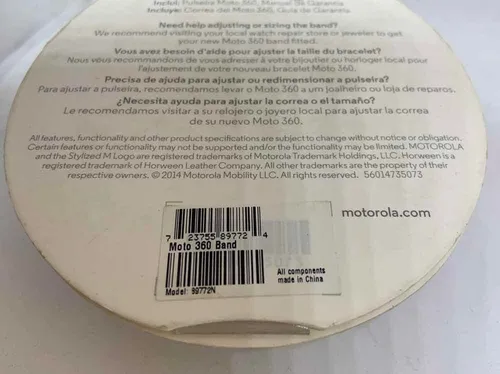 Inclui: Pulseira Moto 360, Manual de Garantia
Incluye: Correa del Moto 360, Guía de Garantía
Need help adjusting or sizing the band?
We recommend visiting your local watch repair store or jeweler to get
your new Moto 360 band fitted.
Vous avez besoin d'aide pour ajuster la taille du bracelet?
Nous vous recommandons de vous adresser à votre bijoutier ou horloger local pour
l'ajustement de votre nouveau bracelet Moto 360.
Precisa de ajuda para ajustar ou redimensionar a pulseira?
Para ajustar a pulseira, recomendamos levar o Moto 360 a um joalheiro ou loja de reparos.
¿Necesita ayuda para ajustar la correa o el tamaño?
Le recomendamos visitar a su relojero o joyero local para ajustar la correa
de su nuevo Moto 360.
All features, functionality and other product specifications are subject to change without notice or obligation.
Certain features or functionality may not be supported and/or the functionality may be limited. MOTOROLA
and the Stylized M Logo are registered trademarks of Motorola Trademark Holdings, LLC. Horween is a
registered trademark of Horween Leather Company. All other trademarks are the property of their
respective owners. © 2014 Motorola Mobility LLC. All rights reserved. 56014735073
motorola.com
7 23755 89772 4
Moto 360 Band
All components
made in China
Model: 89772N